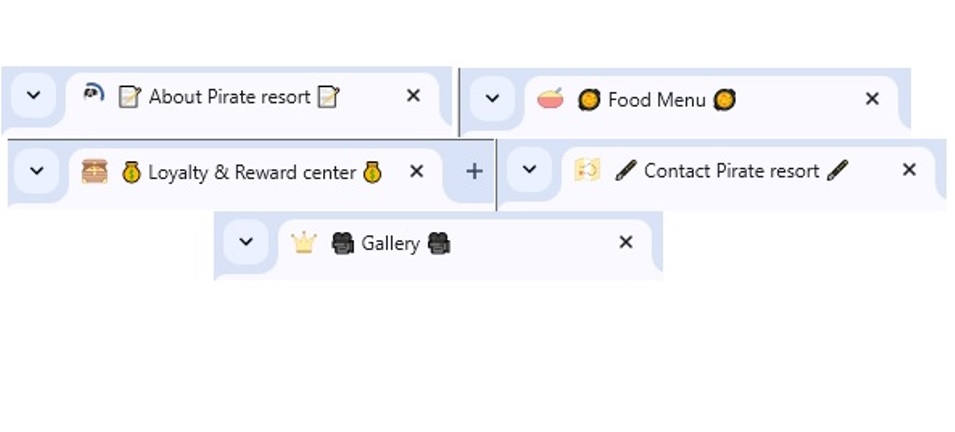 📝 About Pirate resort 📝
🥘 Food Menu 🥘
💰 Loyalty & Reward center 💰
🖋 Contact Pirate resort 🖋
🎥 Gallery 🎥